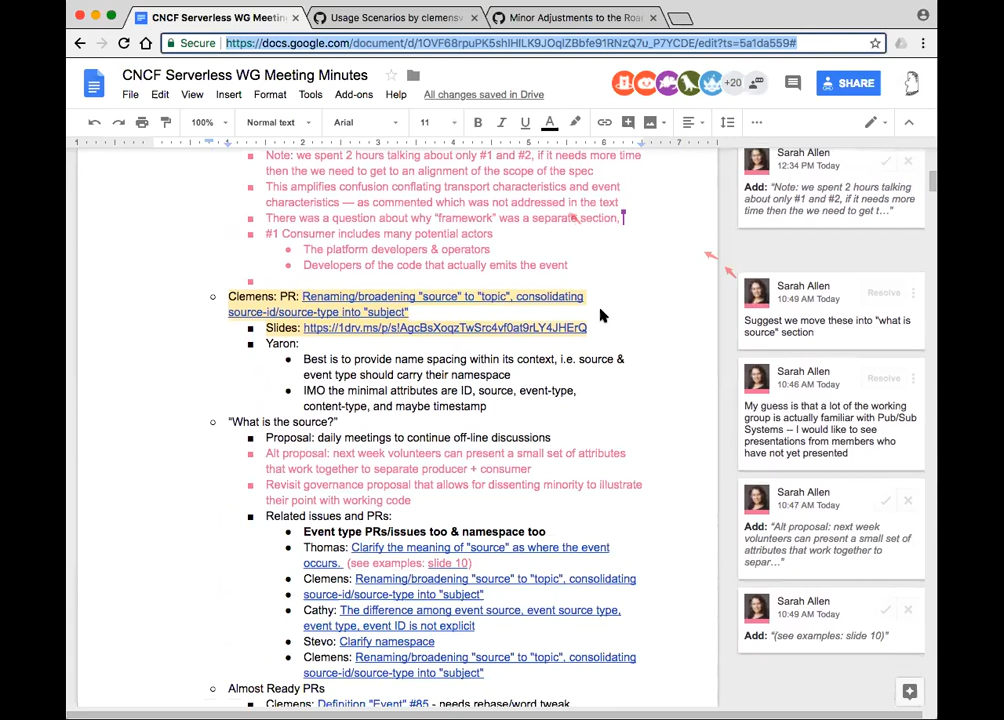 CNCF Serverless WG Meetin
Usage Scenarios by clemensv
Minor Adjustments to the Roa
Secure
https://docs.google.com/document/d/1OVF68rpuPK5shIHILK9JOqlZBbfe91RNzQ7u_P7YCDE/edit?ts=5a1da559#
CNCF Serverless WG Meeting Minutes
File Edit View Insert Format Tools Add-ons Help All changes saved in Drive
+20
SHARE
100% Normal text Arial 11 B I U A
1 1 2 3 4 5 6 7
Note: we spent 2 hours talking about only #1 and #2, if it needs more time
then the we need to get to an alignment of the scope of the spec
This amplifies confusion conflating transport characteristics and event
characteristics — as commented which was not addressed in the text
There was a question about why “framework” was a separate section,
#1 Consumer includes many potential actors
The platform developers & operators
Developers of the code that actually emits the event
Clemens: PR: Renaming/broadening "source" to "topic", consolidating
source-id/source-type into "subject"
Slides: https://1drv.ms/p/s!AgcBsXoqzTwSrc4vf0at9rLY4JHErQ
Yaron:
Best is to provide name spacing within its context, i.e. source &
event type should carry their namespace
IMO the minimal attributes are ID, source, event-type,
content-type, and maybe timestamp
“What is the source?”
Proposal: daily meetings to continue off-line discussions
Alt proposal: next week volunteers can present a small set of attributes
that work together to separate producer + consumer
Revisit governance proposal that allows for dissenting minority to illustrate
their point with working code
Related issues and PRs:
Event type PRs/issues too & namespace too
Thomas: Clarify the meaning of "source" as where the event
occurs. (see examples: slide 10)
Clemens: Renaming/broadening "source" to "topic", consolidating
source-id/source-type into "subject"
Cathy: The difference among event source, event source type,
event type, event ID is not explicit
Stevo: Clarify namespace
Clemens: Renaming/broadening "source" to "topic", consolidating
source-id/source-type into "subject"
Almost Ready PRs
Clemens: Definition "Event" #85 - needs rebase/word tweak
Sarah Allen
12:34 PM Today
Add: "Note: we spent 2 hours
talking about only #1 and #2, if
it needs more time then the we
need to get t…"
Sarah Allen
10:49 AM Today
Resolve
Suggest we move these into "what is
source" section
Sarah Allen
10:46 AM Today
Resolve
My guess is that a lot of the working
group is actually familiar with Pub/Sub
Systems -- I would like to see
presentations from members who
have not yet presented
Sarah Allen
10:47 AM Today
Add: "Alt proposal: next week
volunteers can present a small set of
attributes that work together to
separ…"
Sarah Allen
10:49 AM Today
Add: "(see examples: slide 10)"